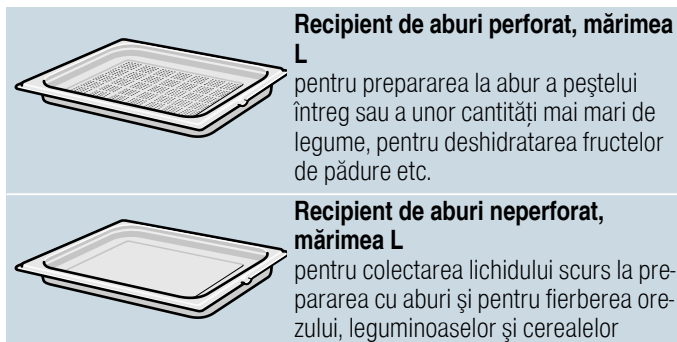 Recipient de aburi perforat, mărimea
L
pentru prepararea la abur a peştelui
întreg sau a unor cantităţi mai mari de
legume, pentru deshidratarea fructelor
de pădure etc.
Recipient de aburi neperforat,
mărimea L
pentru colectarea lichidului scurs la pre-
pararea cu aburi şi pentru fierberea ore-
zului, leguminoaselor şi cerealelor